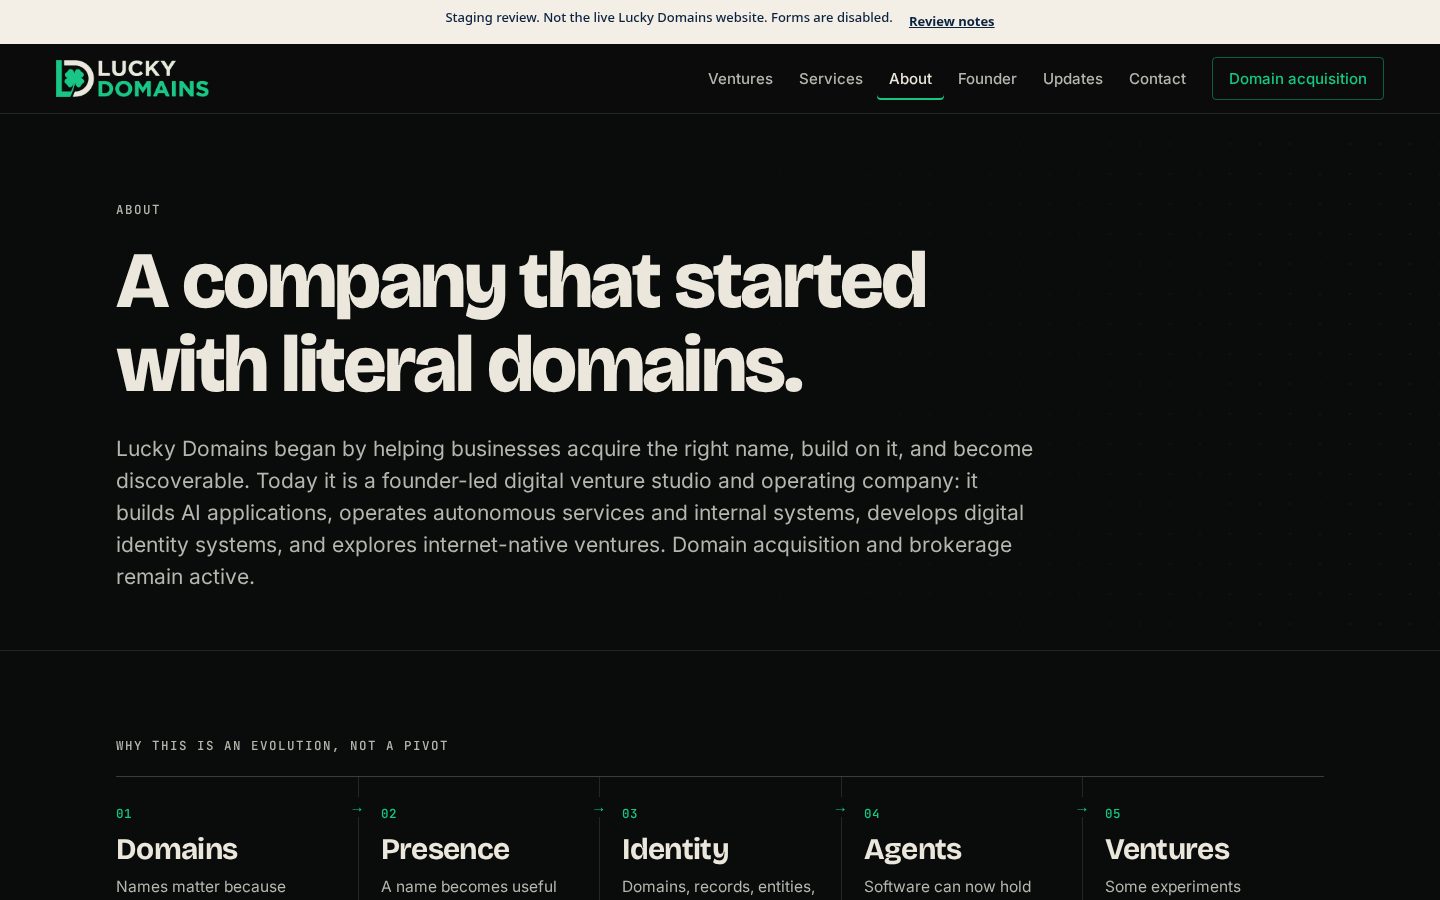 Staging review. Not the live Lucky Domains website. Forms are disabled. Review notes
LUCKY
DOMAINS
Ventures Services About Founder Updates Contact Domain acquisition
ABOUT
A company that started
with literal domains.
Lucky Domains began by helping businesses acquire the right name, build on it, and become
discoverable. Today it is a founder-led digital venture studio and operating company: it
builds AI applications, operates autonomous services and internal systems, develops digital
identity systems, and explores internet-native ventures. Domain acquisition and brokerage
remain active.
WHY THIS IS AN EVOLUTION, NOT A PIVOT
01 → 02 → 03 → 04 → 05
Domains Presence Identity Agents Ventures
Names matter because A name becomes useful Domains, records, entities, Software can now hold Some experiments